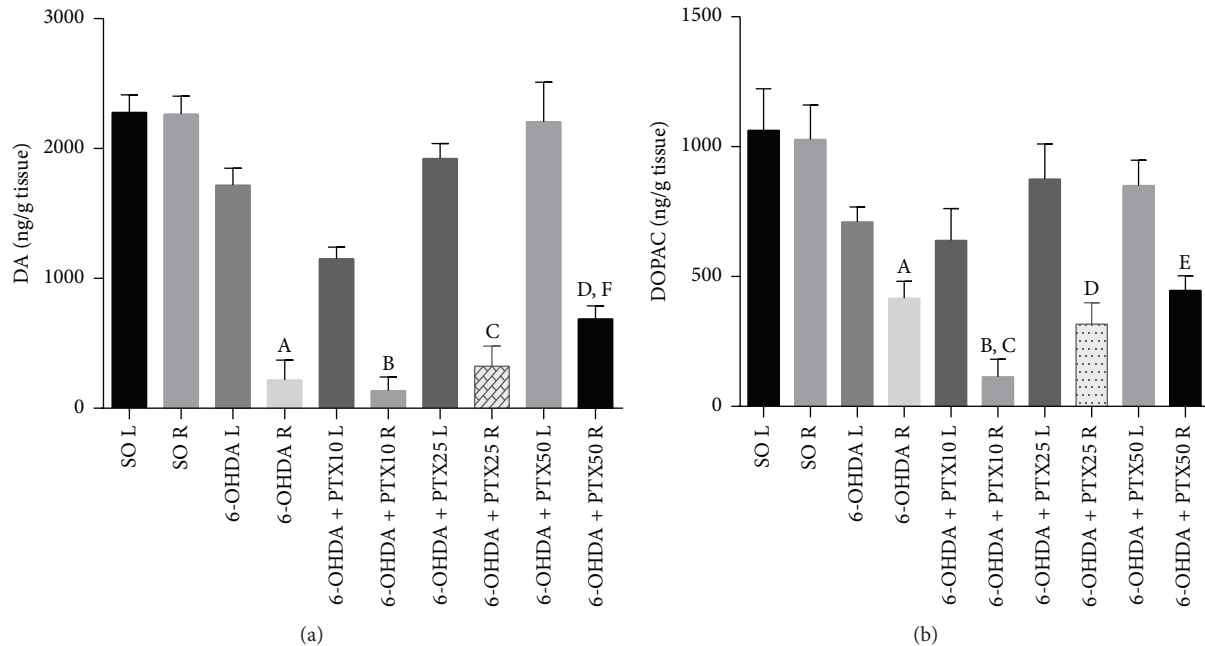 3000
2000
1000
0
DA (ng/g tissue)
A
B
C
D, F
SO L
SO R
6-OHDA L
6-OHDA R
6-OHDA + PTX10 L
6-OHDA + PTX10 R
6-OHDA + PTX25 L
6-OHDA + PTX25 R
6-OHDA + PTX50 L
6-OHDA + PTX50 R
(a)
1500
1000
500
0
DOPAC (ng/g tissue)
A
B, C
D
E
SO L
SO R
6-OHDA L
6-OHDA R
6-OHDA + PTX10 L
6-OHDA + PTX10 R
6-OHDA + PTX25 L
6-OHDA + PTX25 R
6-OHDA + PTX50 L
6-OHDA + PTX50 R
(b)